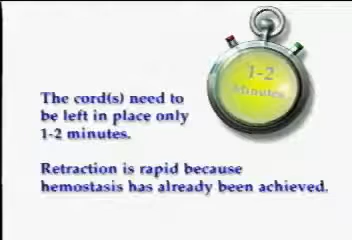 1-2
Minutes
The cord(s) need to
be left in place only
1-2 minutes.
Retraction is rapid because
hemostasis has already been achieved.